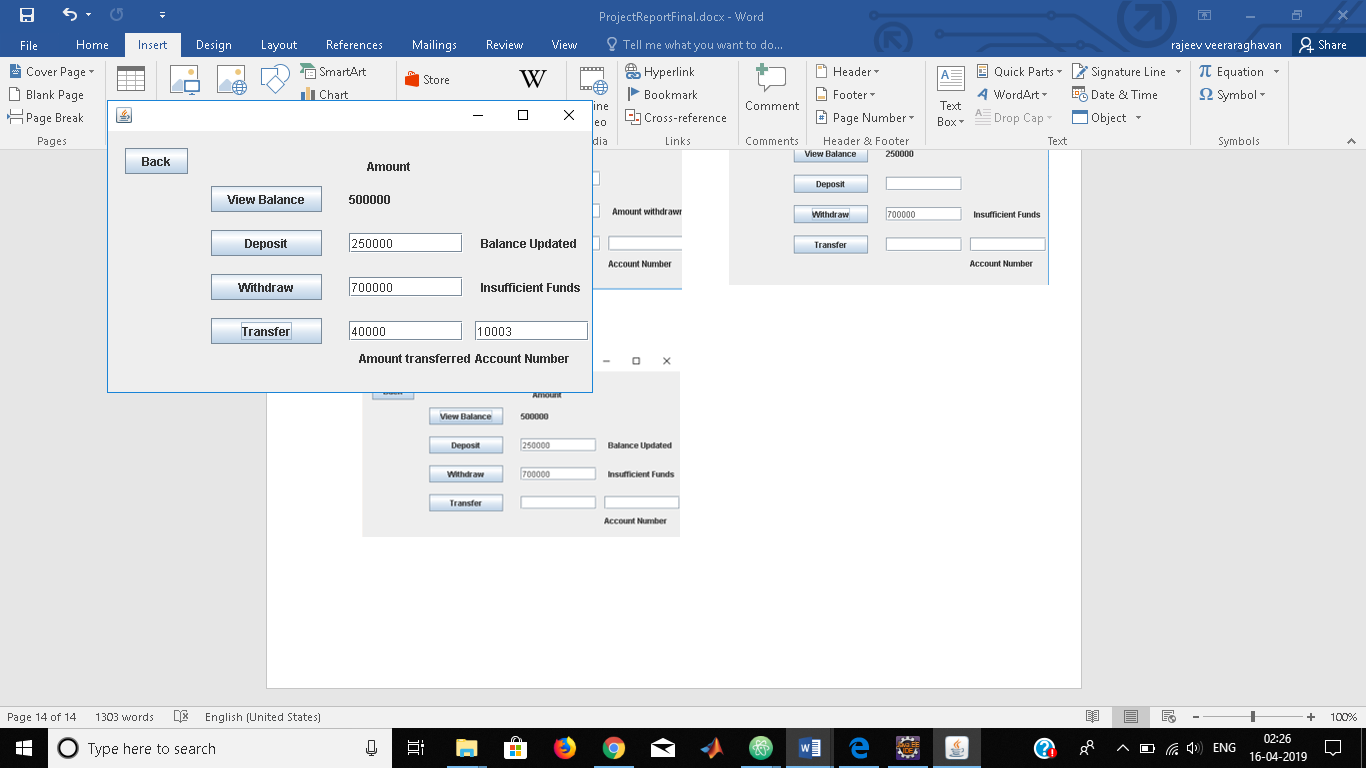 ProjectReportFinal.docx - Word
File Home Insert Design Layout References Mailings Review View Tell me what you want to do... rajeev veeraraghavan Share
Cover Page
Blank Page
Page Break
Pages
SmartArt
Chart
Store
W
Hyperlink
Bookmark
Cross-reference
Links
Comment
Comments
Header
Footer
Page Number
Header & Footer
Text
Box
Quick Parts
WordArt
Drop Cap
Signature Line
Date & Time
Object
Text
Equation
Symbol
Symbols
Back
Amount
View Balance 500000
Deposit 250000 Balance Updated
Withdraw 700000 Insufficient Funds
Transfer 40000 10003
Amount transferred Account Number
Amount withdrawn
Account Number
View Balance 250000
Deposit
Withdraw 700000 Insufficient Funds
Transfer
Account Number
Amount
View Balance 500000
Deposit 250000 Balance Updated
Withdraw 700000 Insufficient Funds
Transfer
Account Number
Page 14 of 14 1303 words English (United States) 100%
Type here to search
ENG
02:26
16-04-2019